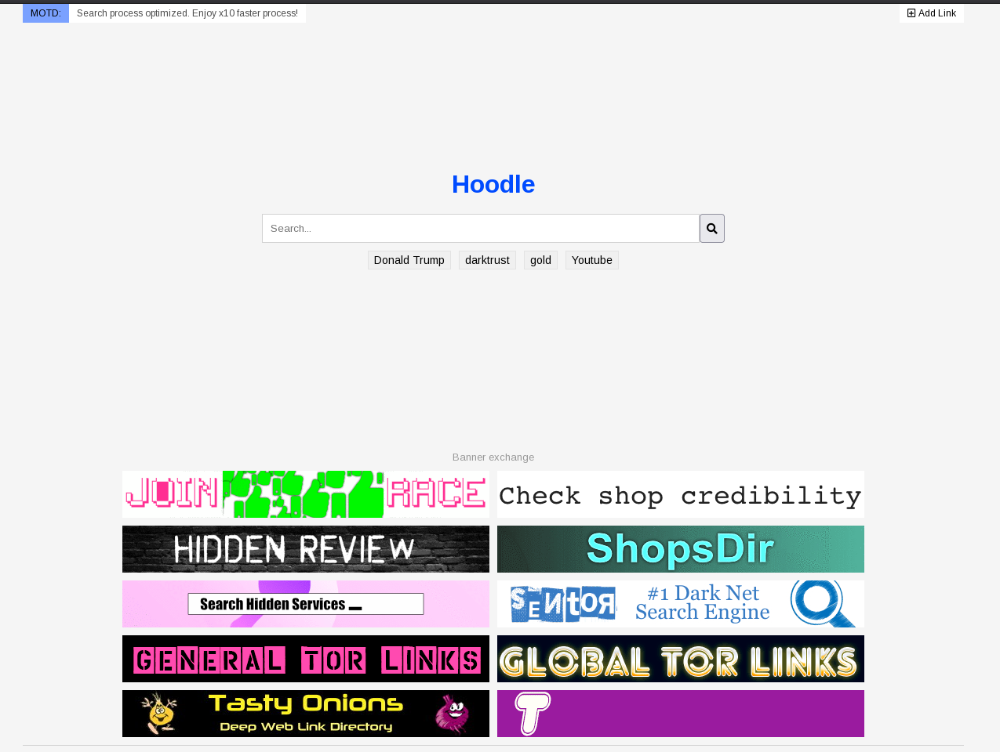 MOTD: Search process optimized. Enjoy x10 faster process!
Add Link
Hoodle
Search...
Donald Trump darktrust gold Youtube
Banner exchange
JOIN RACE
Check shop credibility
HIDDEN REVIEW
ShopsDir
Search Hidden Services
SENtOR #1 Dark Net
Search Engine
GENERAL TOR LINKS
GLOBAL TOR LINKS
Tasty Onions
Deep Web Link Directory
T